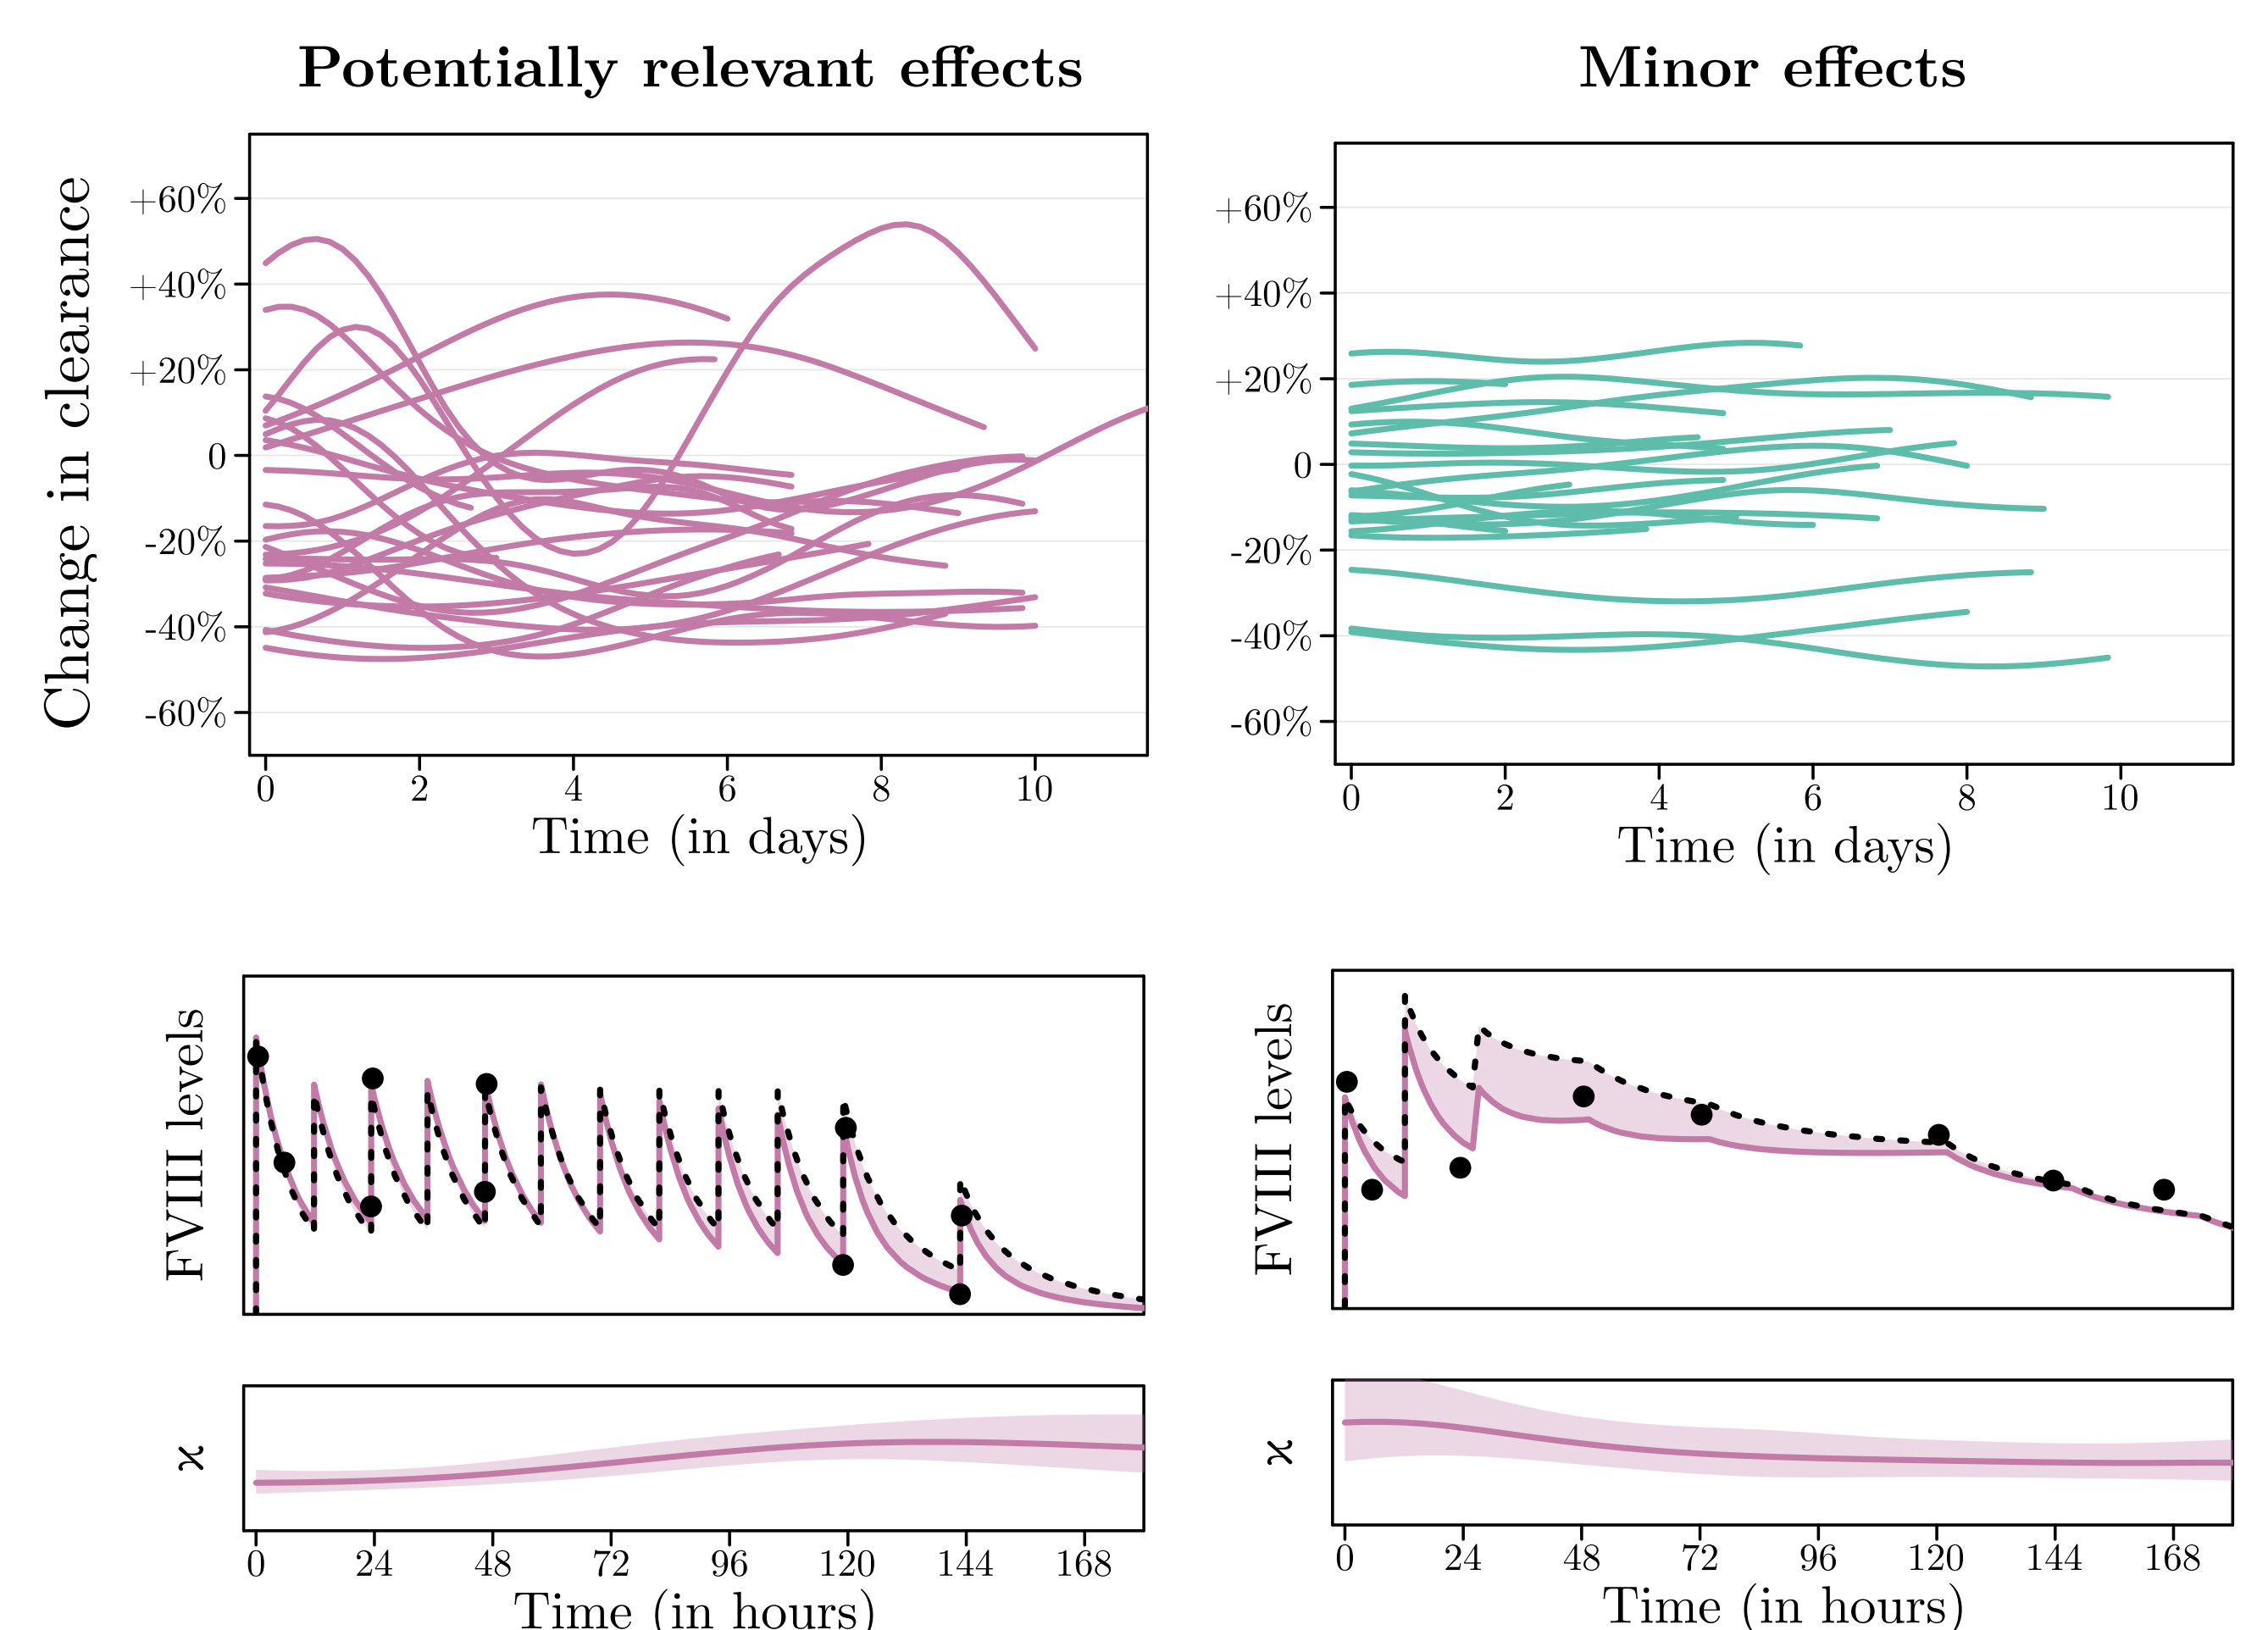 Potentially relevant effects
Minor effects
Change in clearance
+60%
+40%
+20%
0
-20%
-40%
-60%
0 2 4 6 8 10
Time (in days)
+60%
+40%
+20%
0
-20%
-40%
-60%
0 2 4 6 8 10
Time (in days)
FVIII levels
ϰ
0 24 48 72 96 120 144 168
Time (in hours)
FVIII levels
ϰ
0 24 48 72 96 120 144 168
Time (in hours)